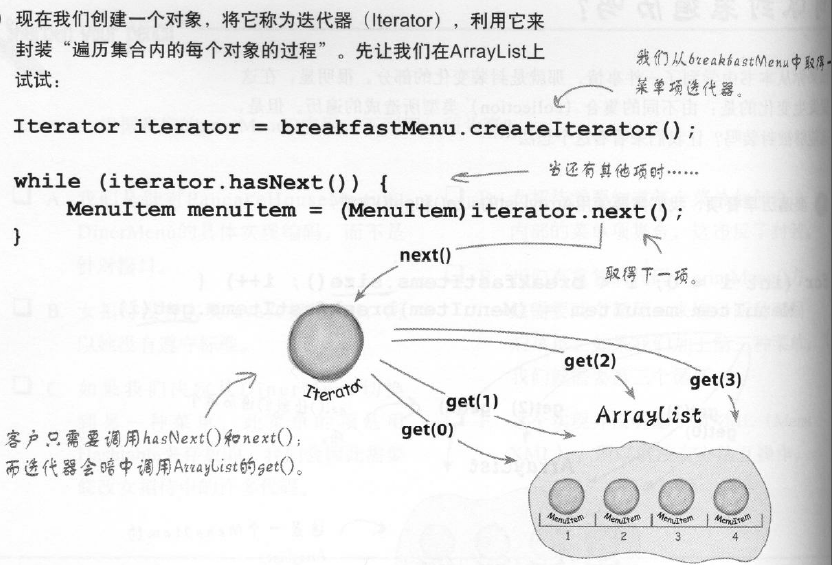 现在我们创建一个对象，将它称为迭代器（Iterator），利用它来
封装“遍历集合内的每个对象的过程”。先让我们在ArrayList上
试试：
我们从breakfastMenu中取得一
菜单项迭代器。
Iterator iterator = breakfastMenu.createIterator();
当还有其他项时……
while (iterator.hasNext()) {
MenuItem menuItem = (MenuItem)iterator.next();
}
next()
取得下一项。
Iterator
get(2)
get(3)
get(1)
get(0)
ArrayList
客户只需要调用hasNext()和next()；
而迭代器会暗中调用ArrayList的get()。
MenuItem MenuItem MenuItem MenuItem
1 2 3 4